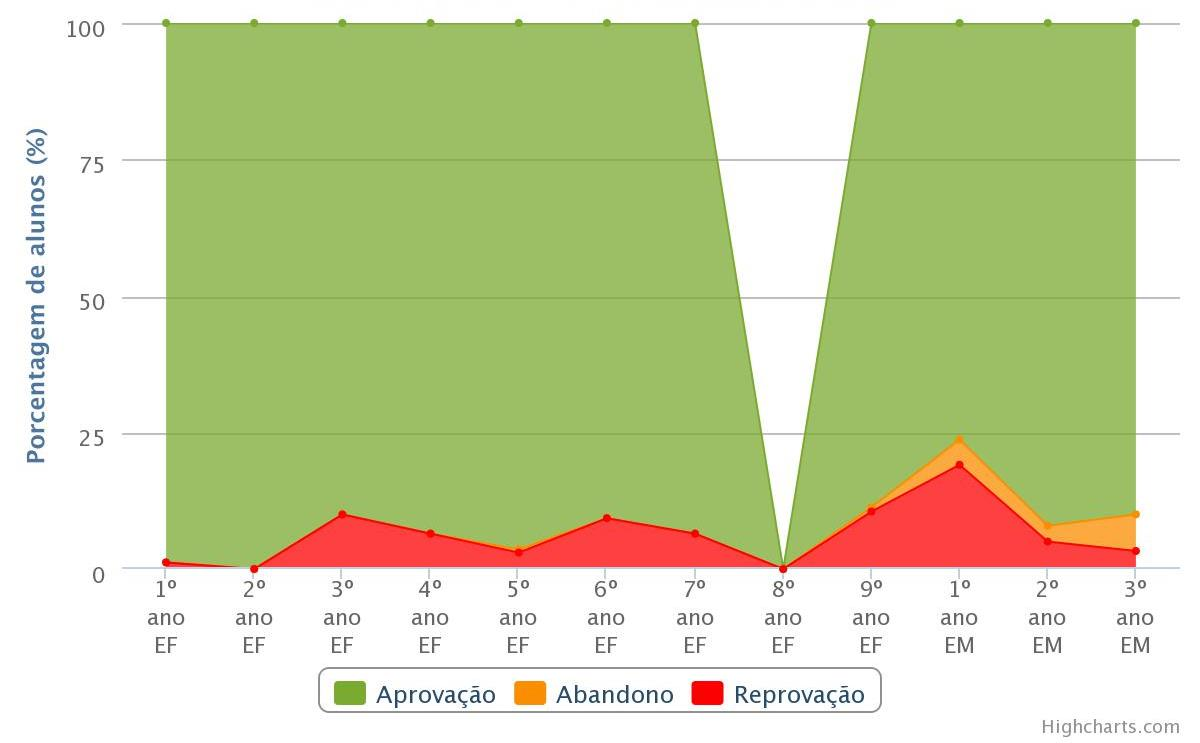 Porcentagem de alunos (%)
100
75
50
25
0
1º ano EF
2º ano EF
3º ano EF
4º ano EF
5º ano EF
6º ano EF
7º ano EF
8º ano EF
9º ano EF
1º ano EM
2º ano EM
3º ano EM
Aprovação Abandono Reprovação
Highcharts.com